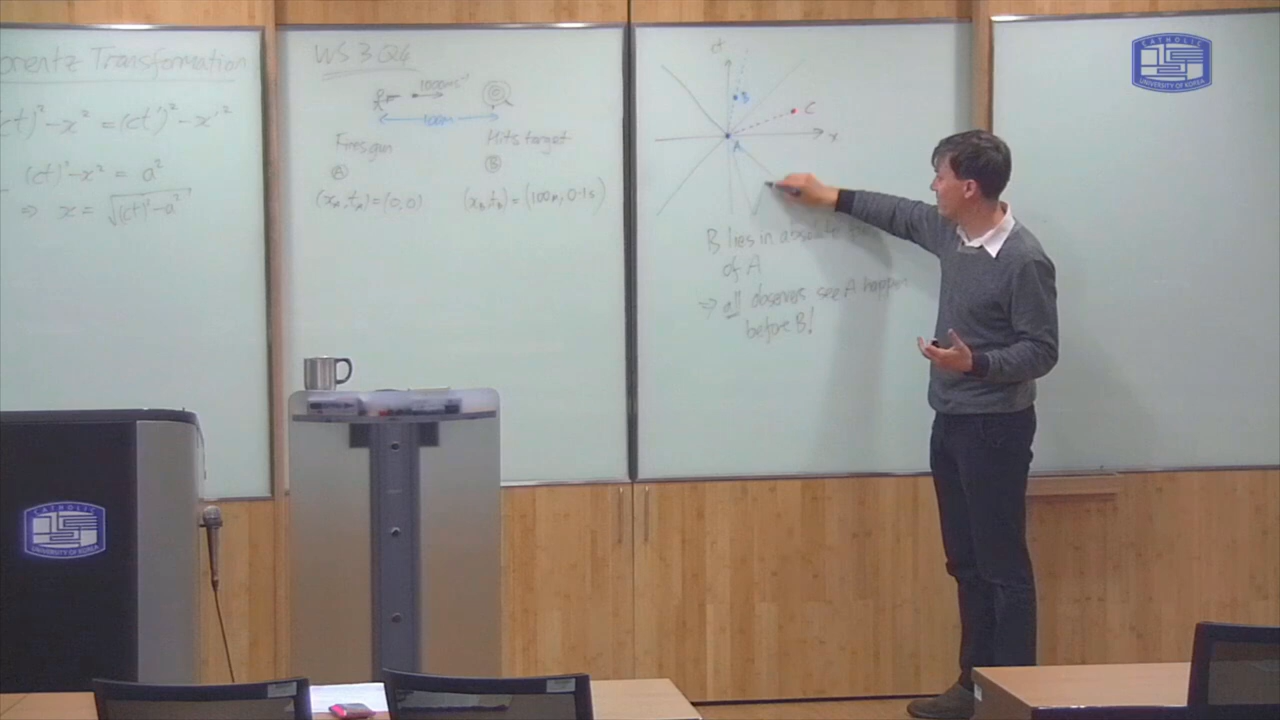 orentz Transformation
(ct)² - x² = (ct')² - x'²
(ct)² - x² = a²
⇒ x = √((ct)² - a²)
WS 3 Q4
1000ms⁻¹
100m
Fires gun
Hits target
Ⓐ
Ⓑ
(x_A, t_A) = (0, 0)
(x_B, t_B) = (100m, 0.1s)
ct
B
C
A
x
B lies in absolute
of A
⇒ all observers see A happen
before B!
CATHOLIC
UNIVERSITY OF KOREA
CATHOLIC
UNIVERSITY OF KOREA